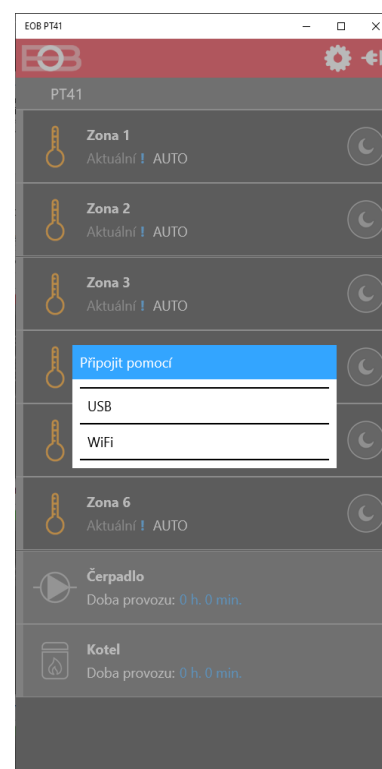 EOB PT41
EOB
PT41
Zona 1
Aktuální ! AUTO
Zona 2
Aktuální ! AUTO
Zona 3
Aktuální ! AUTO
Připojit pomocí
USB
WiFi
Zona 6
Aktuální ! AUTO
Čerpadlo
Doba provozu: 0 h. 0 min.
Kotel
Doba provozu: 0 h. 0 min.